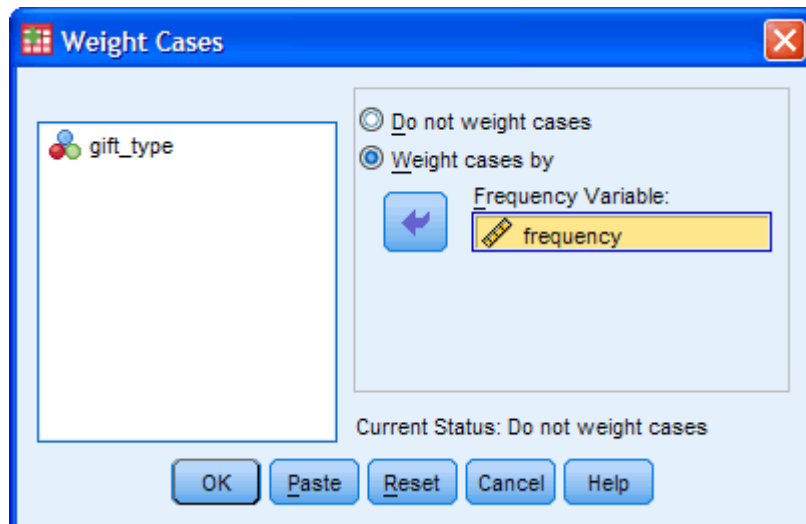 Weight Cases
gift_type
Do not weight cases
Weight cases by
Frequency Variable:
frequency
Current Status: Do not weight cases
OK
Paste
Reset
Cancel
Help